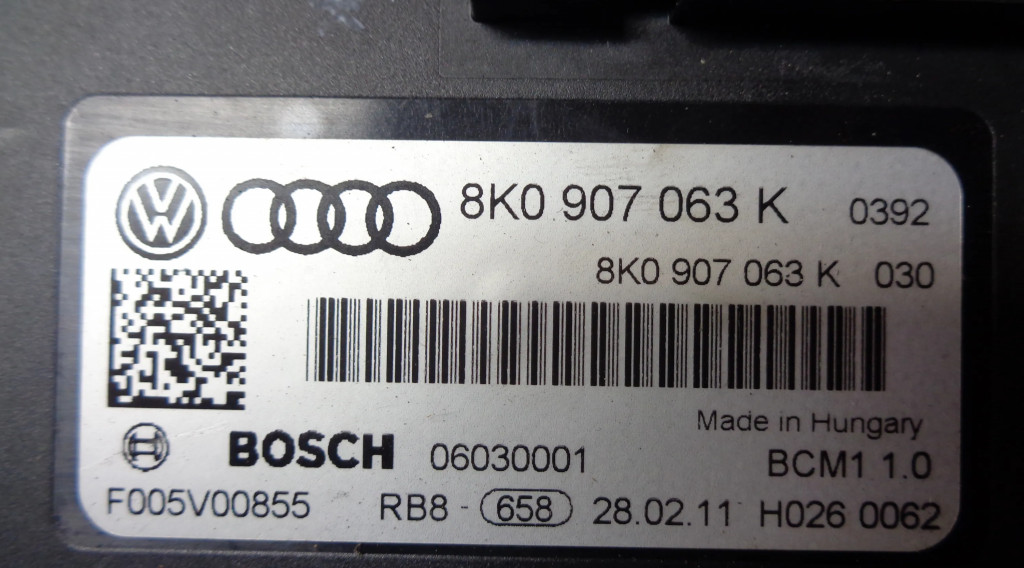 8K0 907 063 K 0392
8K0 907 063 K 030
Made in Hungary
BOSCH 06030001 BCM1 1.0
F005V00855 RB8 - 658 28.02.11 H026 0062